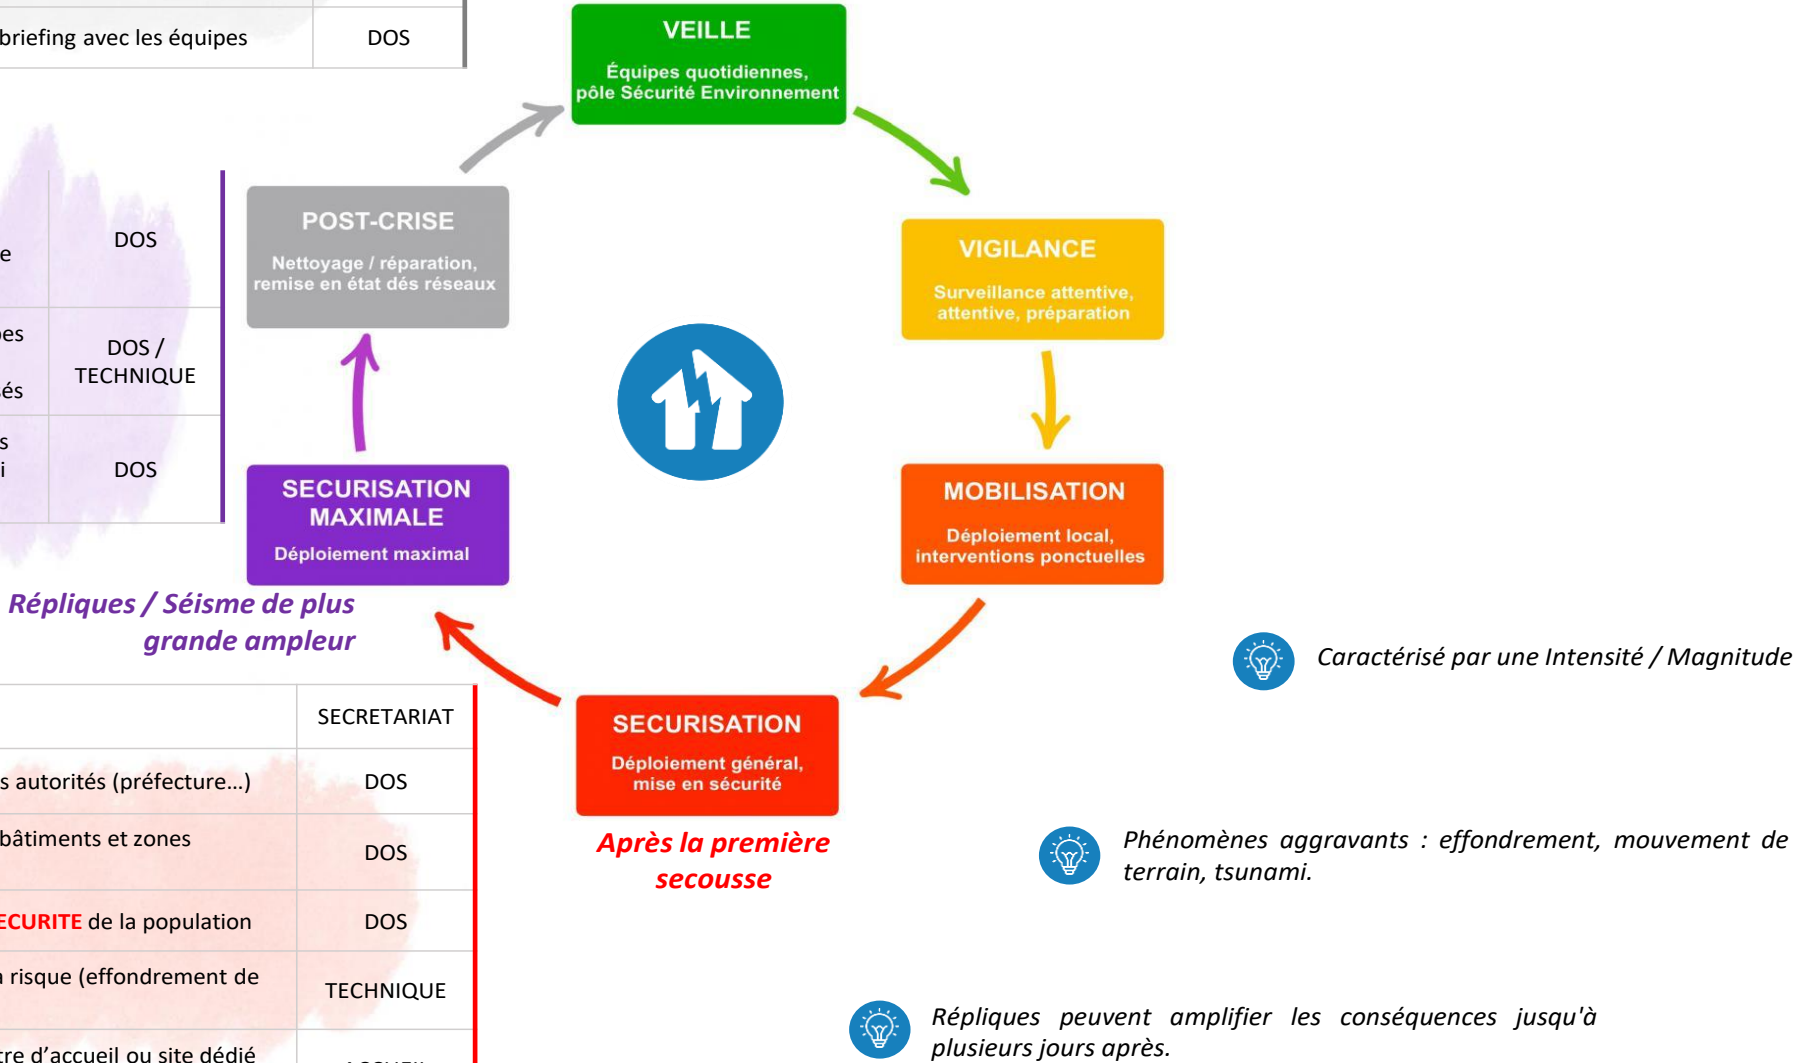 briefing avec les équipes
DOS
VEILLE
Équipes quotidiennes,
pôle Sécurité Environnement
POST-CRISE
Nettoyage / réparation,
remise en état dés réseaux
VIGILANCE
Surveillance attentive,
attentive, préparation
e
DOS
pes
és
DOS /
TECHNIQUE
s
i
DOS
SECURISATION
MAXIMALE
Déploiement maximal
MOBILISATION
Déploiement local,
interventions ponctuelles
Répliques / Séisme de plus
grande ampleur
SECURISATION
Déploiement général,
mise en sécurité
Après la première
secousse
SECRETARIAT
s autorités (préfecture...)
DOS
bâtiments et zones
DOS
ECURITE de la population
DOS
à risque (effondrement de
TECHNIQUE
tre d'accueil ou site dédié
Caractérisé par une Intensité / Magnitude
Phénomènes aggravants : effondrement, mouvement de
terrain, tsunami.
Répliques peuvent amplifier les conséquences jusqu'à
plusieurs jours après.